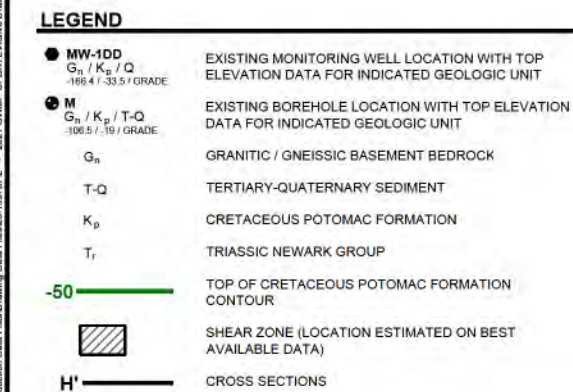 LEGEND
MW-1DD
Gn / Kp / Q
-166.4 / -33.5 / GRADE
EXISTING MONITORING WELL LOCATION WITH TOP
ELEVATION DATA FOR INDICATED GEOLOGIC UNIT
M
Gn / Kp / T-Q
-106.5 / -19 / GRADE
EXISTING BOREHOLE LOCATION WITH TOP ELEVATION
DATA FOR INDICATED GEOLOGIC UNIT
Gn GRANITIC / GNEISSIC BASEMENT BEDROCK
T-Q TERTIARY-QUATERNARY SEDIMENT
Kp CRETACEOUS POTOMAC FORMATION
Tr TRIASSIC NEWARK GROUP
-50 TOP OF CRETACEOUS POTOMAC FORMATION
CONTOUR
SHEAR ZONE (LOCATION ESTIMATED ON BEST
AVAILABLE DATA)
H' CROSS SECTIONS